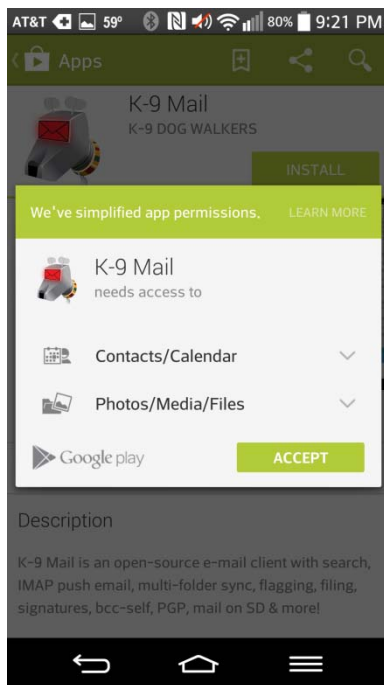 AT&T 59° 80% 9:21 PM
Apps
K-9 Mail
K-9 DOG WALKERS
INSTALL
We've simplified app permissions. LEARN MORE
K-9 Mail
needs access to
Contacts/Calendar
Photos/Media/Files
Google play ACCEPT
Description
K-9 Mail is an open-source e-mail client with search,
IMAP push email, multi-folder sync, flagging, filing,
signatures, bcc-self, PGP, mail on SD & more!